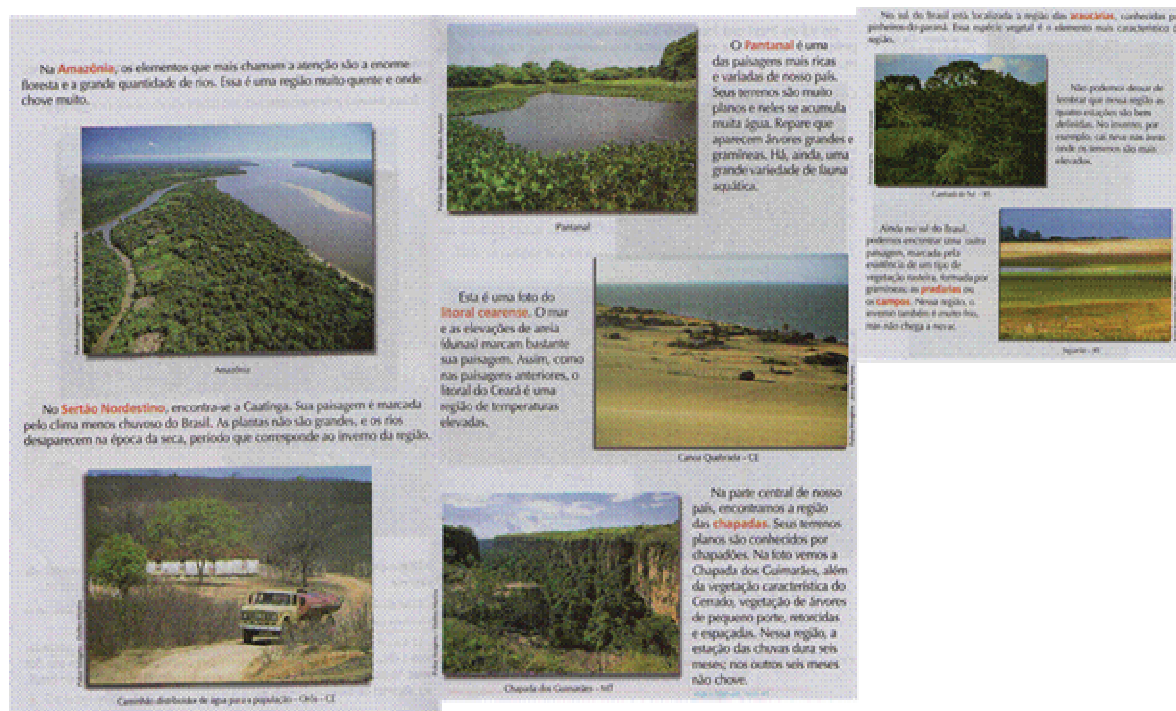 Na Amazônia, os elementos que mais chamam a atenção são a enorme
floresta e a grande quantidade de rios. Essa é uma região muito quente e onde
chove muito.
Amazônia
No Sertão Nordestino, encontra-se a Caatinga. Sua paisagem é marcada
pelo clima menos chuvoso do Brasil. As plantas não são grandes, e os rios
desaparecem na época da seca, período que corresponde ao inverno da região.
Caminhão distribuidor de água para a população – Orós – CE
O Pantanal é uma
das paisagens mais ricas
e variadas de nosso país.
Seus terrenos são muito
planos e neles se acumula
muita água. Repare que
aparecem árvores grandes e
gramíneas. Há, ainda, uma
grande variedade de fauna
aquática.
Pantanal
Esta é uma foto do
litoral cearense. O mar
e as elevações de areia
(dunas) marcam bastante
sua paisagem. Assim, como
nas paisagens anteriores, o
litoral do Ceará é uma
região de temperaturas
elevadas.
Canoa Quebrada – CE
Na parte central de nosso
país, encontramos a região
das chapadas. Seus terrenos
planos são conhecidos por
chapadões. Na foto vemos a
Chapada dos Guimarães, além
da vegetação característica do
Cerrado, vegetação de árvores
de pequeno porte, retorcidas
e espaçadas. Nessa região, a
estação das chuvas dura seis
meses; nos outros seis meses
não chove.
Chapada dos Guimarães – MT
No sul do Brasil está localizada a região das araucárias, conhecidas
pinheiros-do-paraná. Essa espécie vegetal é o elemento mais característico
região.
Não podemos deixar de
lembrar que nessa região as
quatro estações são bem
definidas. No inverno, por
exemplo, cai neve nas áreas
onde os terrenos são mais
elevados.
Cambará do Sul – RS
Ainda no sul do Brasil,
podemos encontrar uma outra
paisagem, marcada pela
existência de um tipo de
vegetação rasteira, formada por
gramíneas: as pradarias ou
os campos. Nessa região, o
inverno também é muito frio,
mas não chega a nevar.
– RS